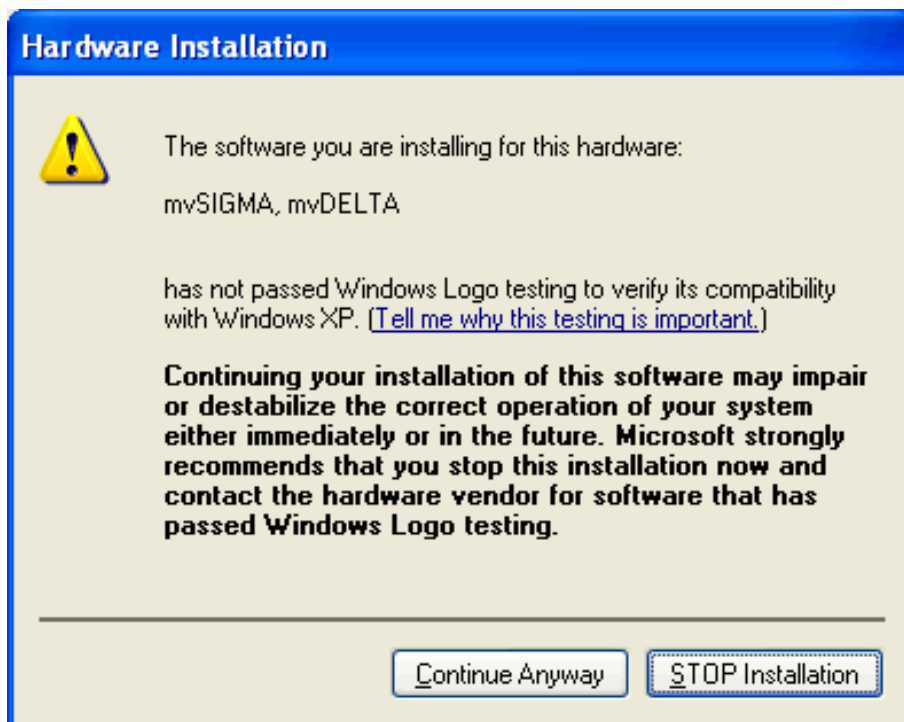 Hardware Installation
The software you are installing for this hardware:
mvSIGMA, mvDELTA
has not passed Windows Logo testing to verify its compatibility
with Windows XP. (Tell me why this testing is important.)
Continuing your installation of this software may impair
or destabilize the correct operation of your system
either immediately or in the future. Microsoft strongly
recommends that you stop this installation now and
contact the hardware vendor for software that has
passed Windows Logo testing.
Continue Anyway
STOP Installation